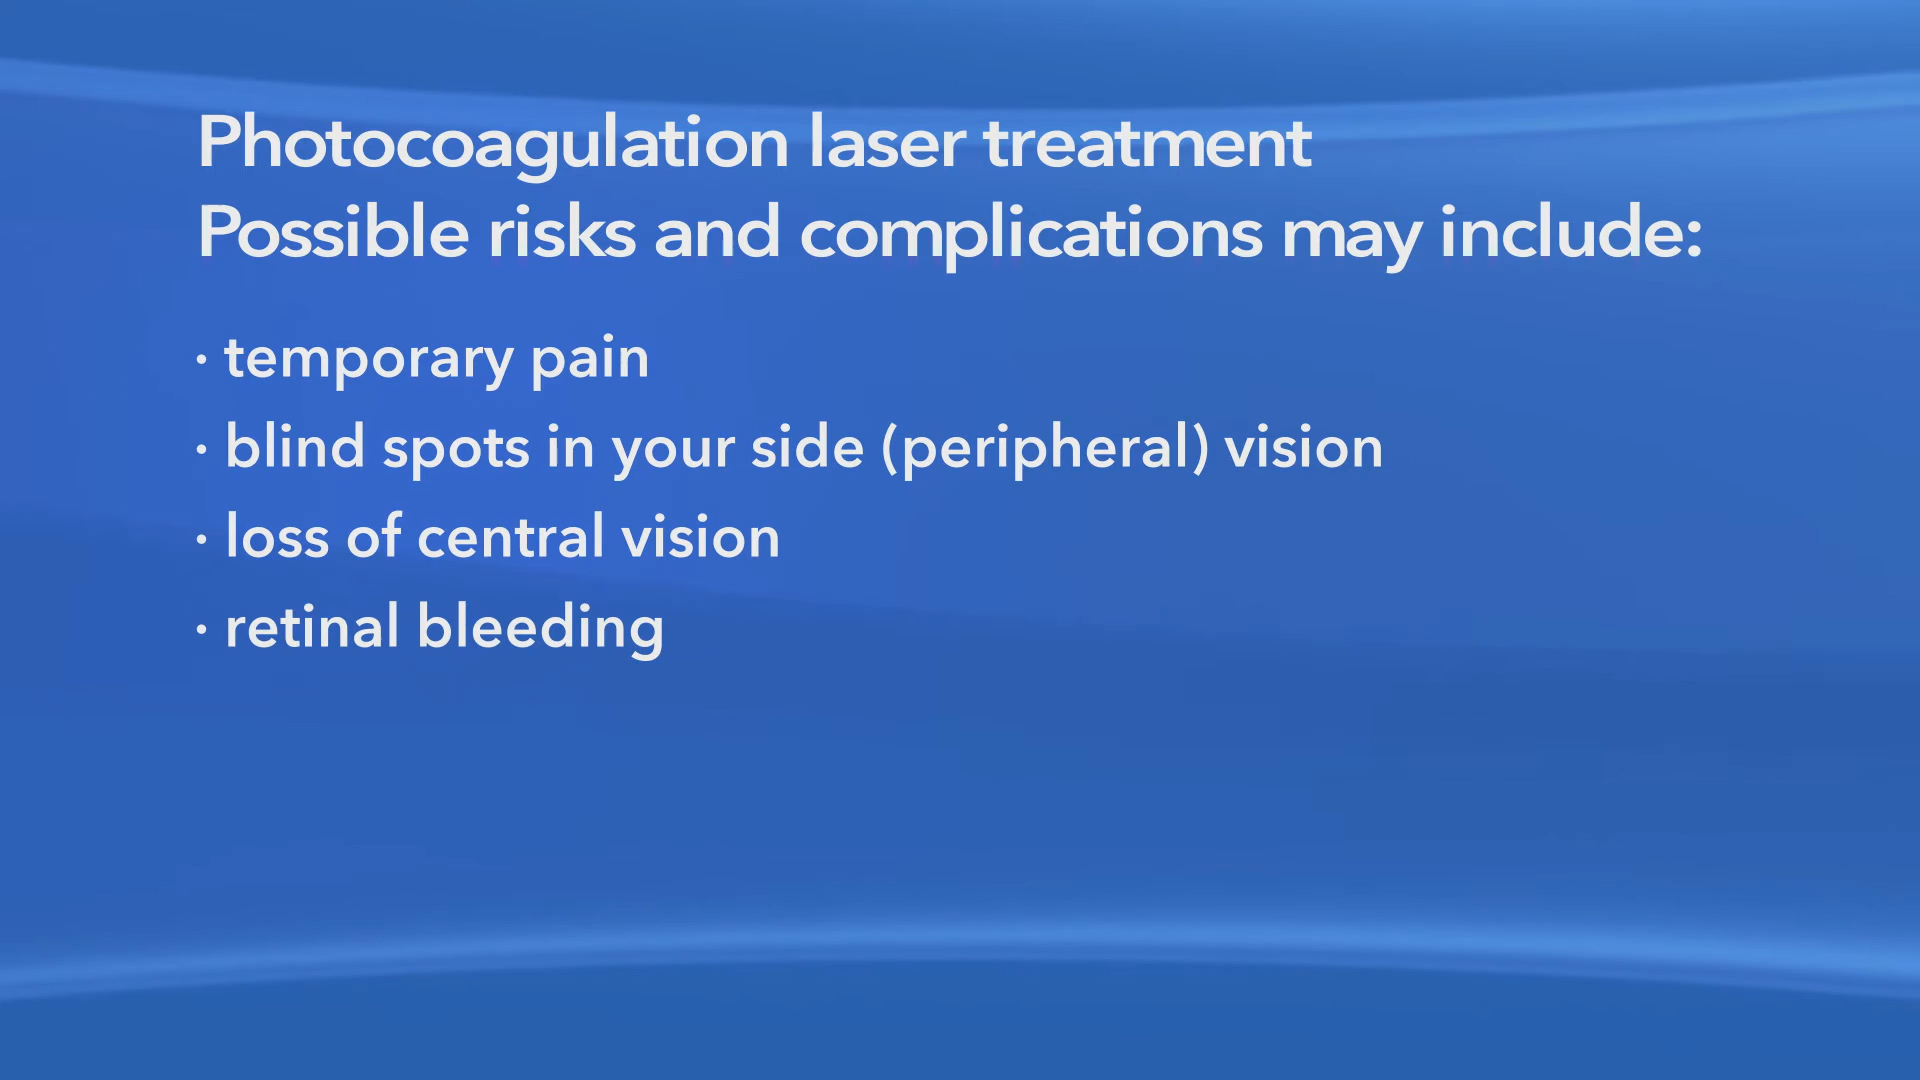 Photocoagulation laser treatment
Possible risks and complications may include:
· temporary pain
· blind spots in your side (peripheral) vision
· loss of central vision
· retinal bleeding